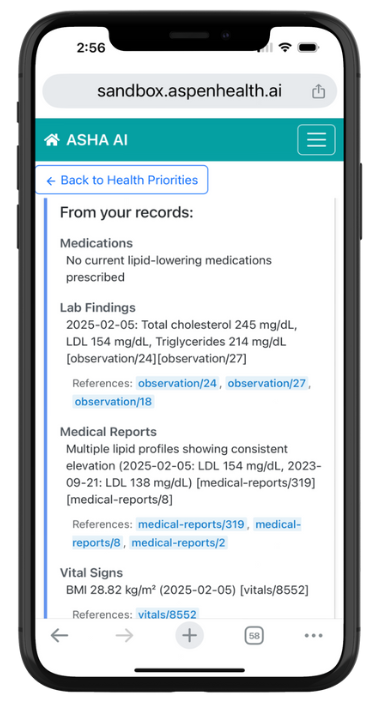 2:56
sandbox.aspenhealth.ai
ASHA AI
← Back to Health Priorities
From your records:
Medications
No current lipid-lowering medications
prescribed
Lab Findings
2025-02-05: Total cholesterol 245 mg/dL,
LDL 154 mg/dL, Triglycerides 214 mg/dL
[observation/24][observation/27]
References: observation/24 , observation/27 ,
observation/18
Medical Reports
Multiple lipid profiles showing consistent
elevation (2025-02-05: LDL 154 mg/dL, 2023-
09-21: LDL 138 mg/dL) [medical-reports/319]
[medical-reports/8]
References: medical-reports/319 , medical-
reports/8 , medical-reports/2
Vital Signs
BMI 28.82 kg/m² (2025-02-05) [vitals/8552]
References: vitals/8552
58